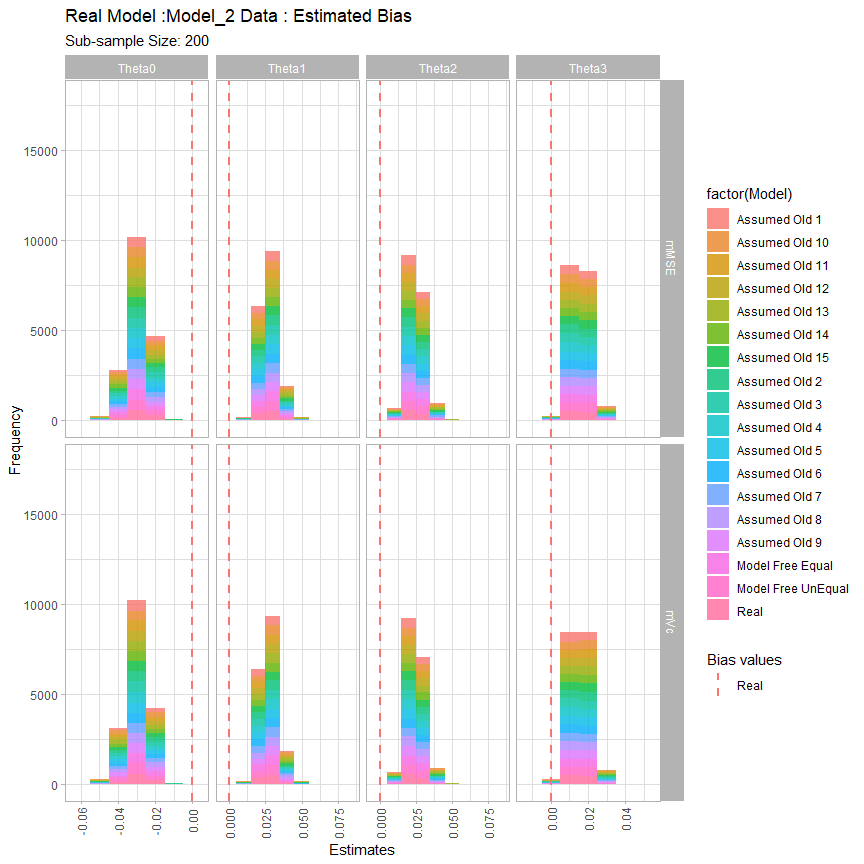 Real Model :Model_2 Data : Estimated Bias
Sub-sample Size: 200
Theta0 Theta1 Theta2 Theta3
mMSE
mVc
Frequency
15000
10000
5000
0
15000
10000
5000
0
-0.06 -0.04 -0.02 0.00 0.000 0.025 0.050 0.075 0.000 0.025 0.050 0.075 0.00 0.02 0.04
Estimates
factor(Model)
Assumed Old 1
Assumed Old 10
Assumed Old 11
Assumed Old 12
Assumed Old 13
Assumed Old 14
Assumed Old 15
Assumed Old 2
Assumed Old 3
Assumed Old 4
Assumed Old 5
Assumed Old 6
Assumed Old 7
Assumed Old 8
Assumed Old 9
Model Free Equal
Model Free UnEqual
Real
Bias values
Real